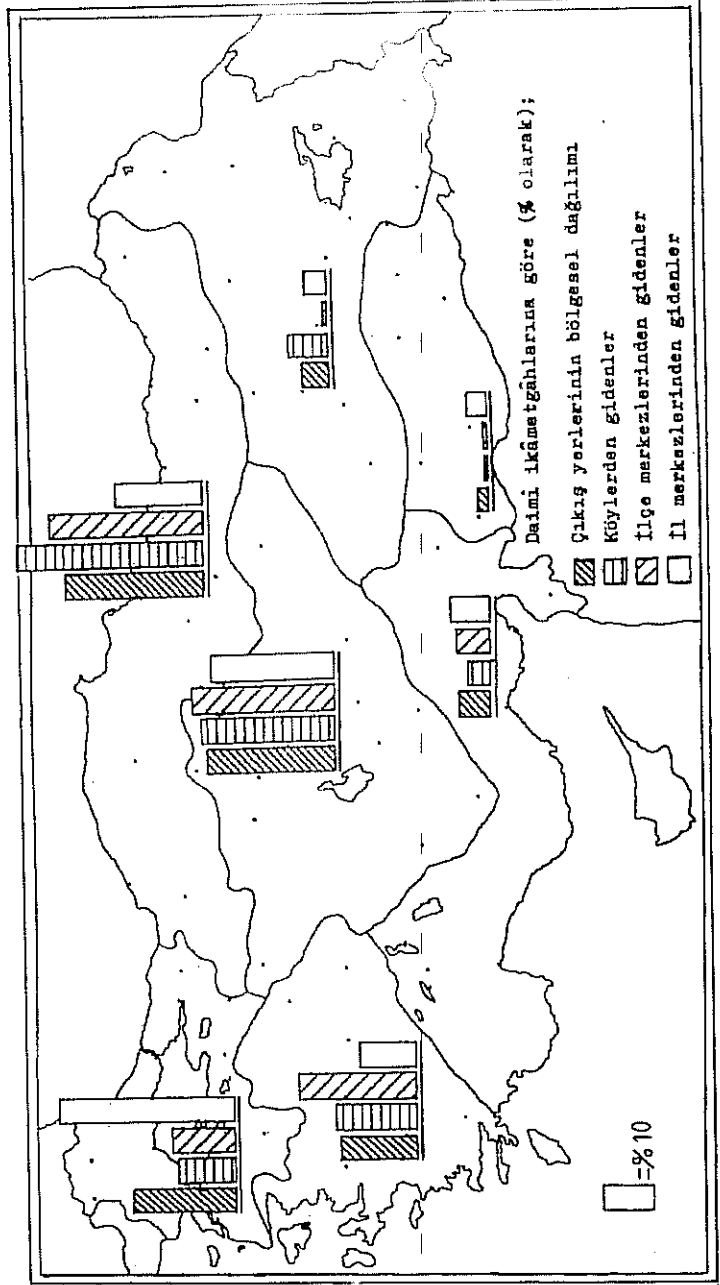 Daimi ikâmetgâhlarına göre (% olarak);
Çıkış yerlerinin bölgesel dağılımı
Köylerden gidenler
İlçe merkezlerinden gidenler
İl merkezlerinden gidenler
=%10